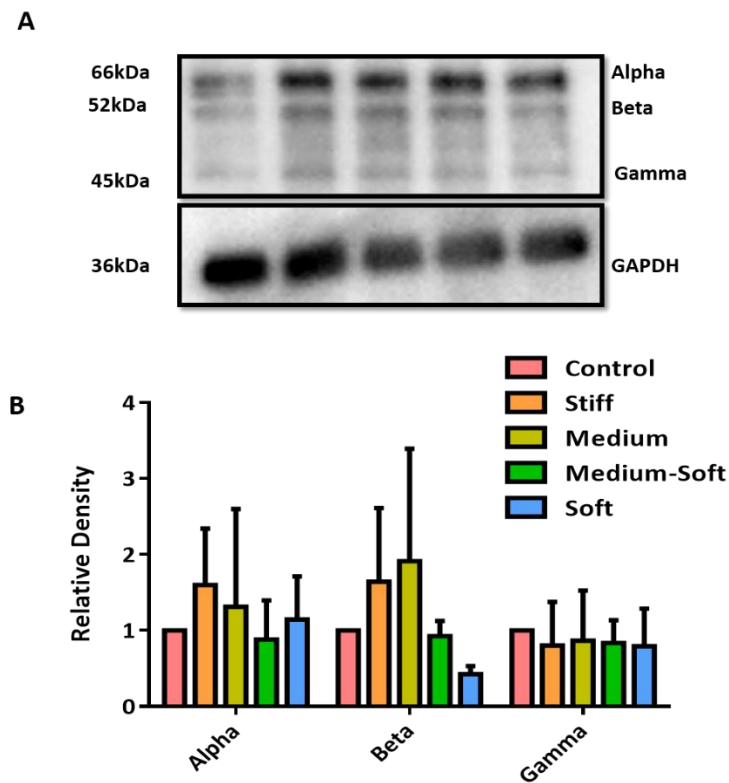 A
66kDa
Alpha
52kDa
Beta
45kDa
Gamma
36kDa
GAPDH
B
Control
Stiff
Medium
Medium-Soft
Soft
Relative Density
4
3
2
1
0
Alpha
Beta
Gamma